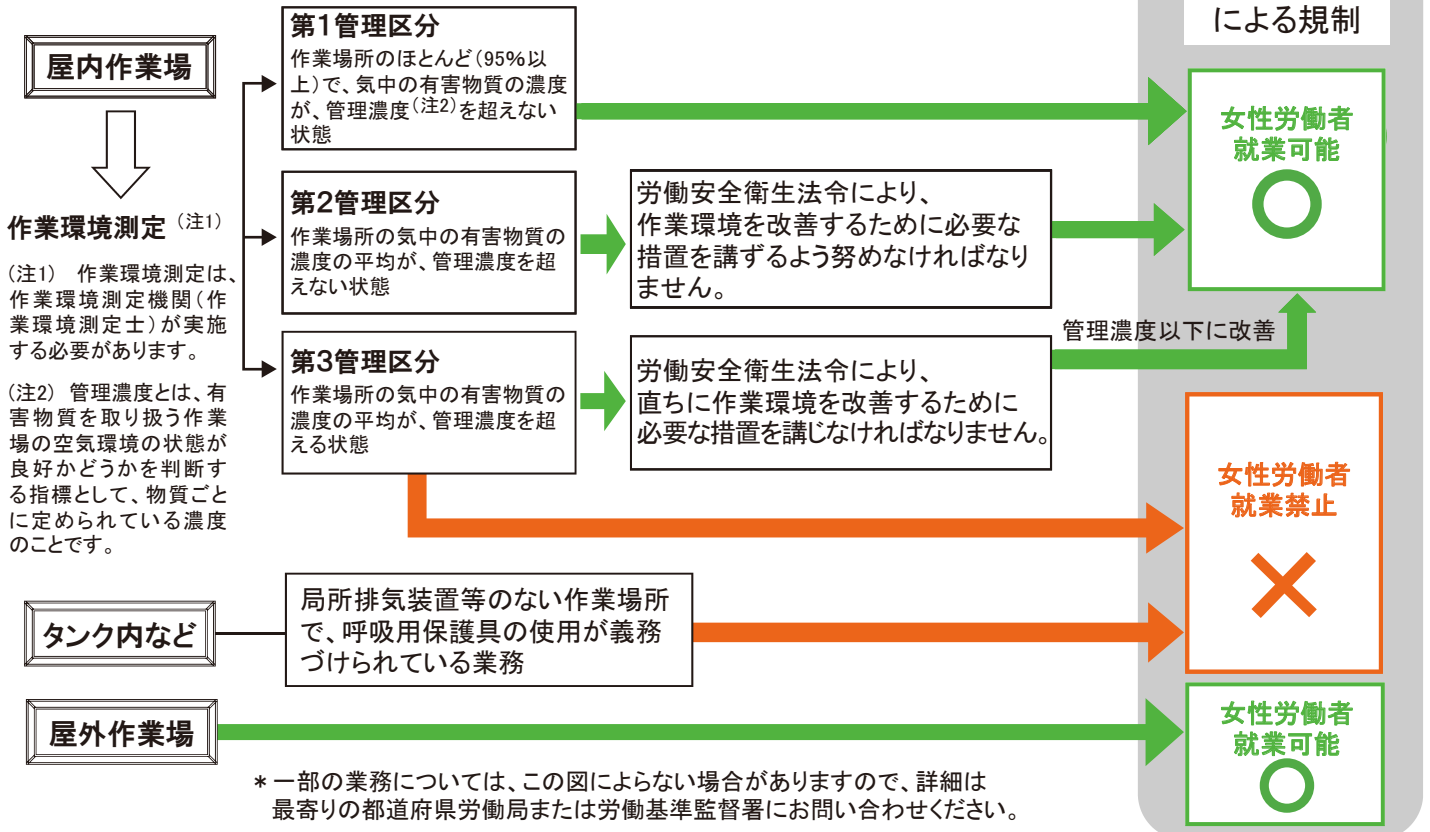 による規制
屋内作業場
第1管理区分
作業場所のほとんど(95%以
上)で、気中の有害物質の濃度
が、管理濃度(注2)を超えない
状態
女性労働者
就業可能
作業環境測定(注1)
(注1) 作業環境測定は、
作業環境測定機関(作
業環境測定士)が実施
する必要があります。
(注2) 管理濃度とは、有
害物質を取り扱う作業
場の空気環境の状態が
良好かどうかを判断す
る指標として、物質ごと
に定められている濃度
のことです。
第2管理区分
作業場所の気中の有害物質の
濃度の平均が、管理濃度を超
えない状態
労働安全衛生法令により、
作業環境を改善するために必要な
措置を講ずるよう努めなければなり
ません。
第3管理区分
作業場所の気中の有害物質の
濃度の平均が、管理濃度を超
える状態
労働安全衛生法令により、
直ちに作業環境を改善するために
必要な措置を講じなければなりません。
管理濃度以下に改善
女性労働者
就業禁止
タンク内など
局所排気装置等のない作業場所
で、呼吸用保護具の使用が義務
づけられている業務
屋外作業場
女性労働者
就業可能
*一部の業務については、この図によらない場合がありますので、詳細は
最寄りの都道府県労働局または労働基準監督署にお問い合わせください。